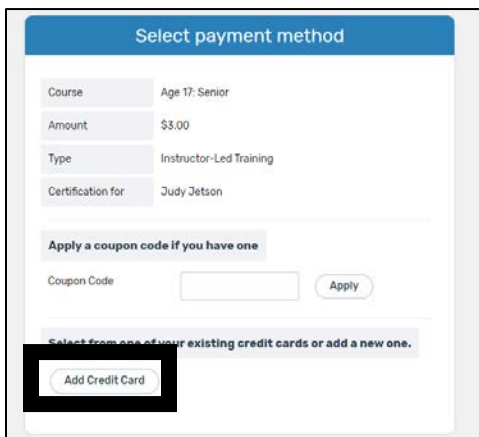 Select payment method
Course Age 17: Senior
Amount $3.00
Type Instructor-Led Training
Certification for Judy Jetson
Apply a coupon code if you have one
Coupon Code Apply
Select from one of your existing credit cards or add a new one.
Add Credit Card